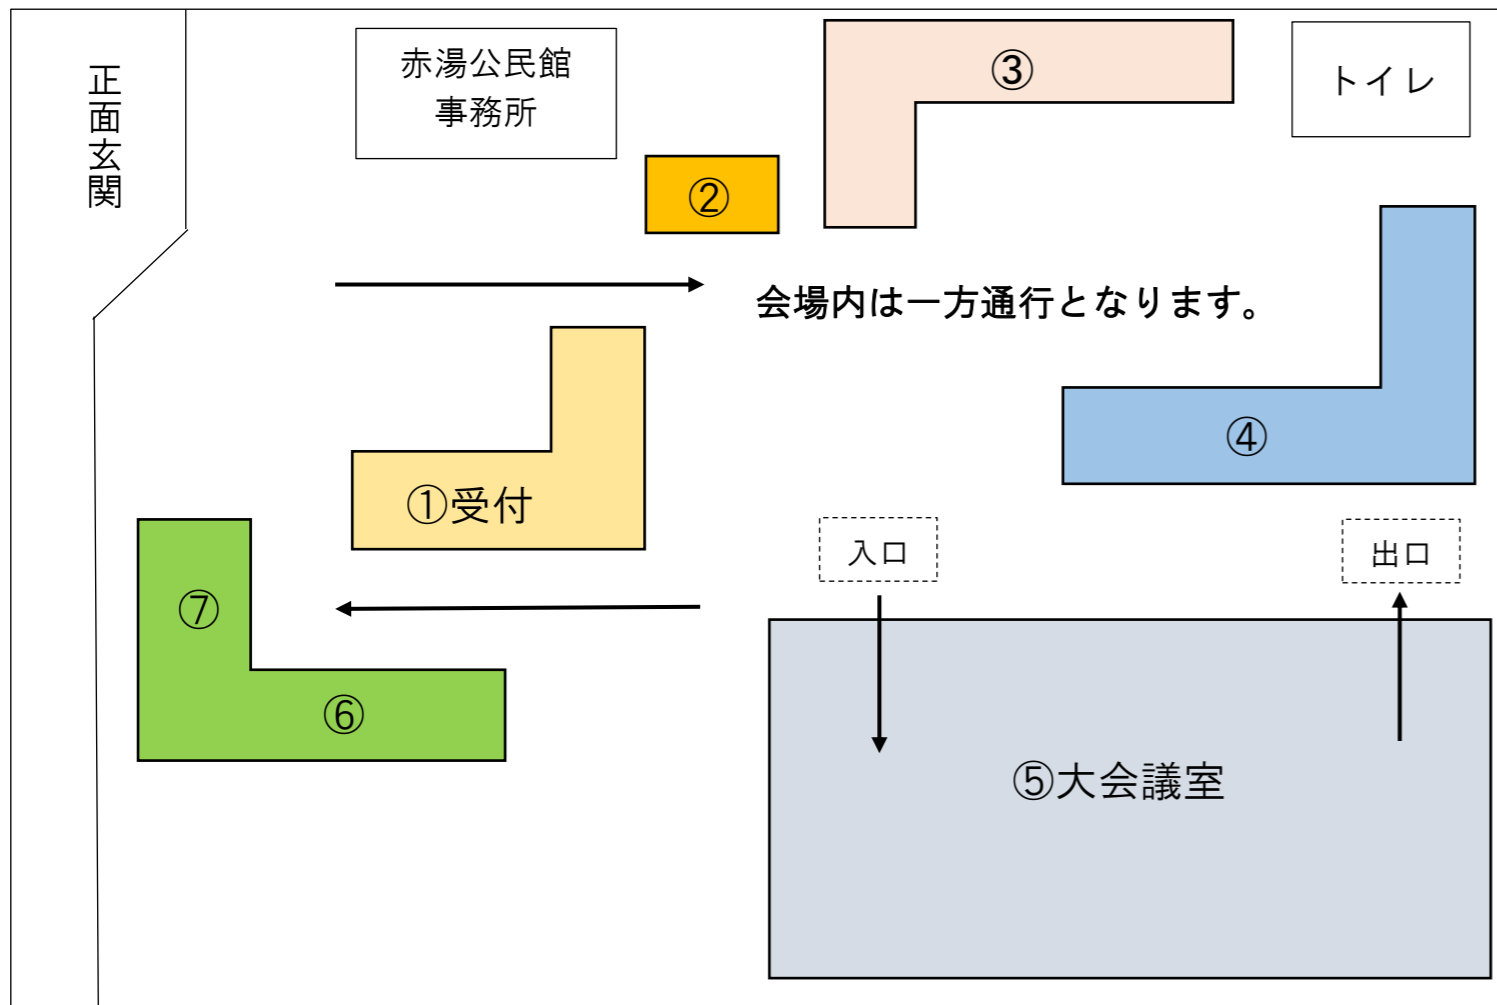 正面玄関
赤湯公民館
事務所
③
トイレ
②
会場内は一方通行となります。
④
①受付
入口
出口
⑦
⑥
⑤大会議室